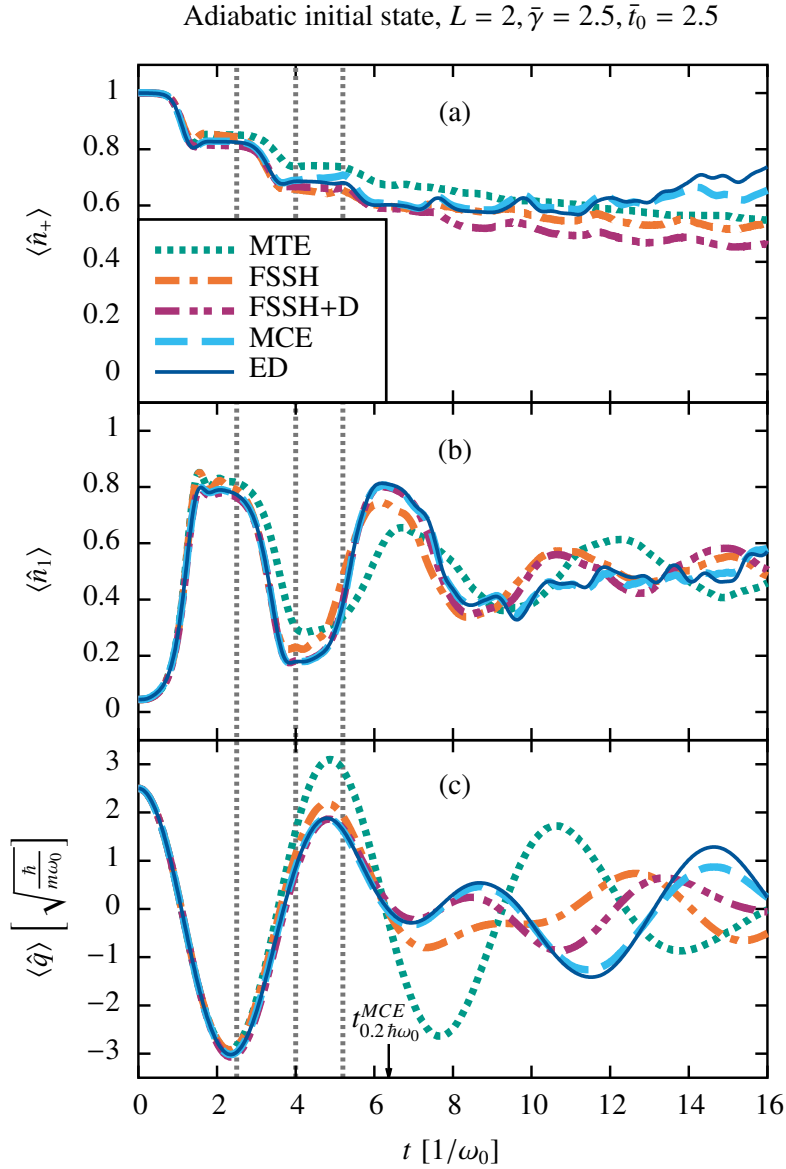 Adiabatic initial state, L = 2, γ̄ = 2.5, t̄₀ = 2.5
(a)
1
0.8
0.6
0.4
0.2
0
⟨n̂₊⟩
MTE
FSSH
FSSH+D
MCE
ED
(b)
1
0.8
0.6
0.4
0.2
0
⟨n̂₁⟩
(c)
3
2
1
0
−1
−2
−3
⟨q̂⟩ [√(ħ/mω₀)]
t^{MCE}_{0.2ħω₀}
0 2 4 6 8 10 12 14 16
t [1/ω₀]